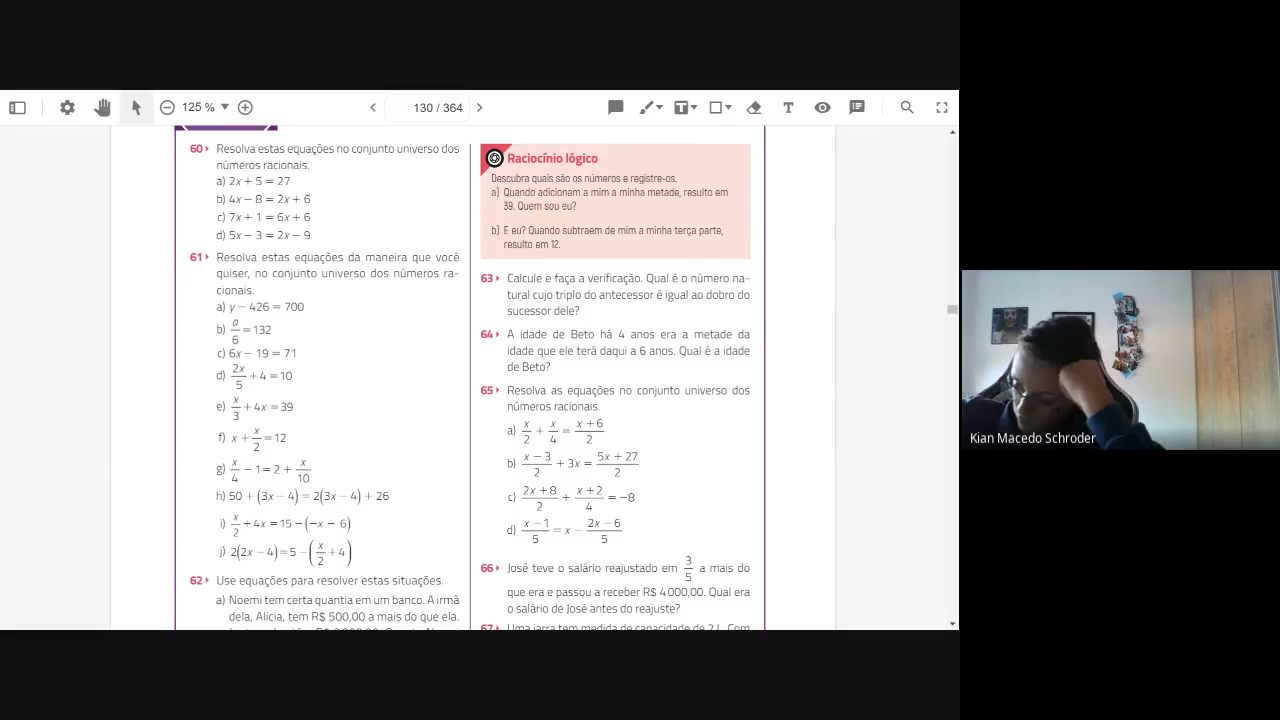 125 %
130 / 364
60 Resolva estas equações no conjunto universo dos
números racionais.
a) 2x + 5 = 27
b) 4x – 8 = 2x + 6
c) 7x + 1 = 6x + 6
d) 5x – 3 = 2x – 9
61 Resolva estas equações da maneira que você
quiser, no conjunto universo dos números ra-
cionais.
a) y – 426 = 700
b) a/6 = 132
c) 6x – 19 = 71
d) 2x/5 + 4 = 10
e) x/3 + 4x = 39
f) x + x/2 = 12
g) x/4 – 1 = 2 + x/10
h) 50 + (3x – 4) = 2(3x – 4) + 26
i) x/2 + 4x = 15 – (–x – 6)
j) 2(2x – 4) = 5 – (x/2 + 4)
62 Use equações para resolver estas situações.
a) Noemi tem certa quantia em um banco. A irmã
dela, Alicia, tem R$ 500,00 a mais do que ela.
Raciocínio lógico
Descubra quais são os números e registre-os.
a) Quando adicionam a mim a minha metade, resulto em
39. Quem sou eu?
b) E eu? Quando subtraem de mim a minha terça parte,
resulto em 12.
63 Calcule e faça a verificação. Qual é o número na-
tural cujo triplo do antecessor é igual ao dobro do
sucessor dele?
64 A idade de Beto há 4 anos era a metade da
idade que ele terá daqui a 6 anos. Qual é a idade
de Beto?
65 Resolva as equações no conjunto universo dos
números racionais.
a) x/2 + x/4 = (x + 6)/2
b) (x – 3)/2 + 3x = (5x + 27)/2
c) (2x + 8)/2 + (x + 2)/4 = –8
d) (x – 1)/5 = x – (2x – 6)/5
66 José teve o salário reajustado em 3/5 a mais do
que era e passou a receber R$ 4 000,00. Qual era
o salário de José antes do reajuste?
67 Uma jarra tem medida de capacidade de 2 L. Com
Kian Macedo Schroder